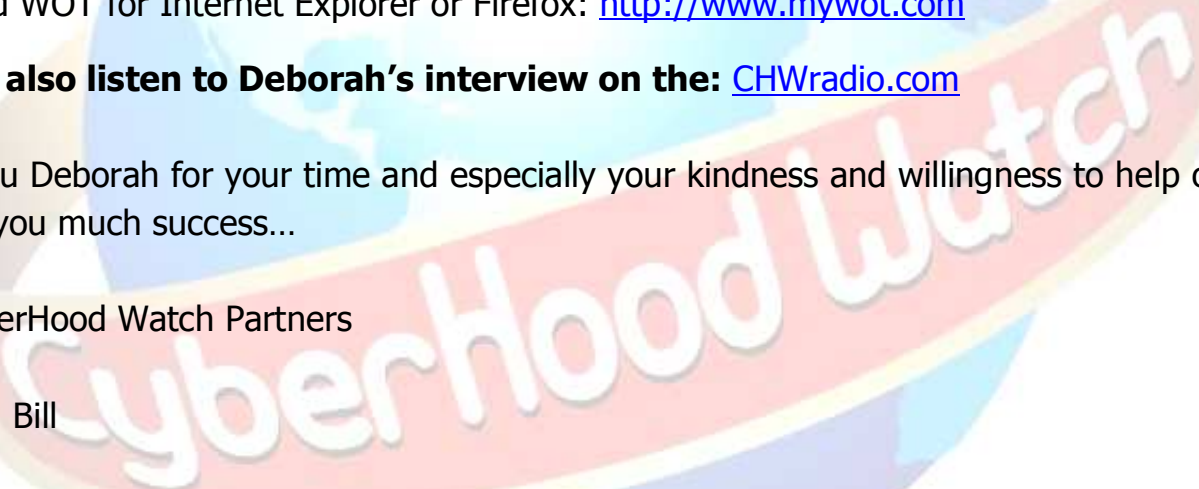 d WOT for Internet Explorer or Firefox: http://www.mywot.com
also listen to Deborah’s interview on the: CHWradio.com
u Deborah for your time and especially your kindness and willingness to help o
you much success…
erHood Watch Partners
Bill
CyberHood Watch